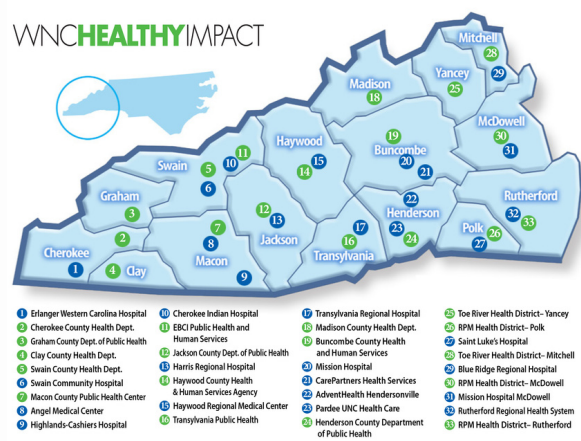 WNCHEALTHYIMPACT
Mitchell
28
29
Yancey
25
Madison
18
McDowell
30
31
Haywood
15
14
19
Buncombe
20
21
Swain
11
10
5
6
Rutherford
32
33
Graham
3
22
Henderson
23
24
Polk
26
27
12
13
Jackson
17
16
Transylvania
7
8
Macon
9
2
Cherokee
1
4
Clay
1 Erlanger Western Carolina Hospital
2 Cherokee County Health Dept.
3 Graham County Dept. of Public Health
4 Clay County Health Dept.
5 Swain County Health Dept.
6 Swain Community Hospital
7 Macon County Public Health Center
8 Angel Medical Center
9 Highlands-Cashiers Hospital
10 Cherokee Indian Hospital
11 EBCI Public Health and
Human Services
12 Jackson County Dept. of Public Health
13 Harris Regional Hospital
14 Haywood County Health
& Human Services Agency
15 Haywood Regional Medical Center
16 Transylvania Public Health
17 Transylvania Regional Hospital
18 Madison County Health Dept.
19 Buncombe County Health
and Human Services
20 Mission Hospital
21 CarePartners Health Services
22 AdventHealth Hendersonville
23 Pardee UNC Health Care
24 Henderson County Department
of Public Health
25 Toe River Health District– Yancey
26 RPM Health District– Polk
27 Saint Luke's Hospital
28 Toe River Health District– Mitchell
29 Blue Ridge Regional Hospital
30 RPM Health District– McDowell
31 Mission Hospital McDowell
32 Rutherford Regional Health System
33 RPM Health District– Rutherford